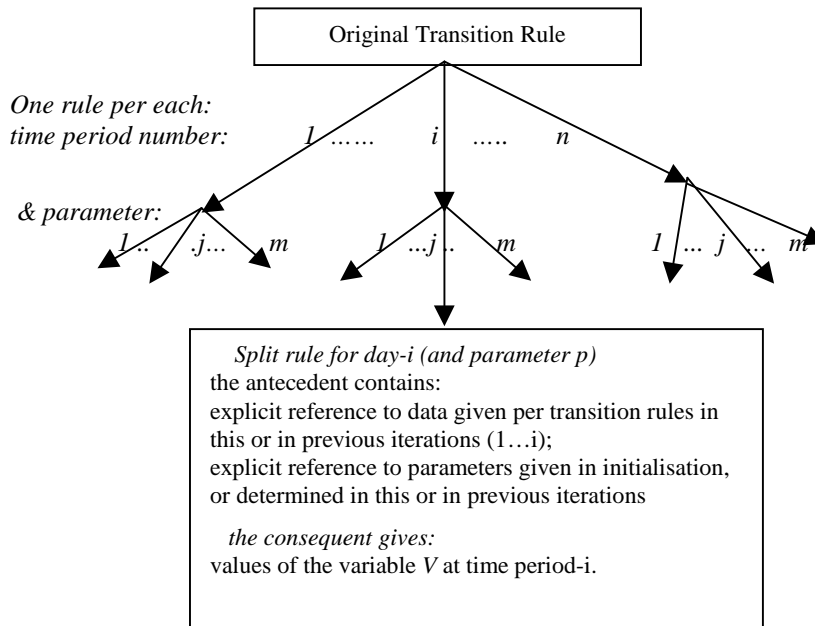 Original Transition Rule
One rule per each:
time period number: 1 …… i ….. n
& parameter:
1 .. .j... m 1 ...j .. m 1 ... j ... m
Split rule for day-i (and parameter p)
the antecedent contains:
explicit reference to data given per transition rules in
this or in previous iterations (1…i);
explicit reference to parameters given in initialisation,
or determined in this or in previous iterations
the consequent gives:
values of the variable V at time period-i.